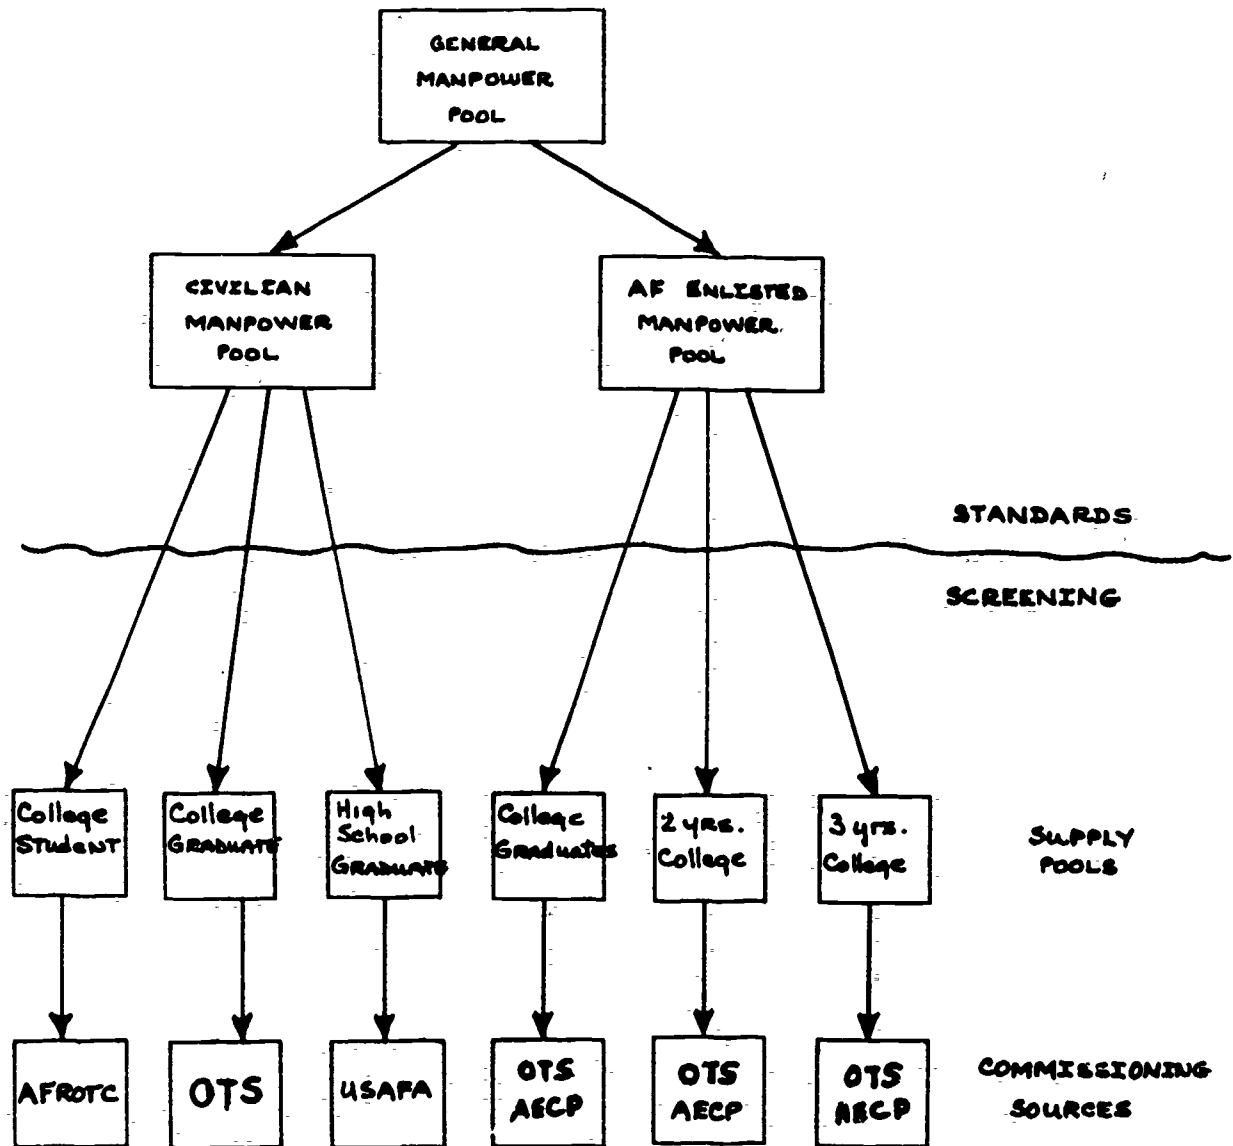 GENERAL
MANPOWER
POOL
CIVILIAN
MANPOWER
POOL
AF ENLISTED
MANPOWER
POOL
STANDARDS
SCREENING
College
STUDENT
College
GRADUATE
High
School
GRADUATE
College
GRADUATES
2 yrs.
College
3 yrs.
College
SUPPLY
POOLS
AFROTC
OTS
USAFA
OTS
AECP
OTS
AECP
OTS
AECP
COMMISSIONING
SOURCES